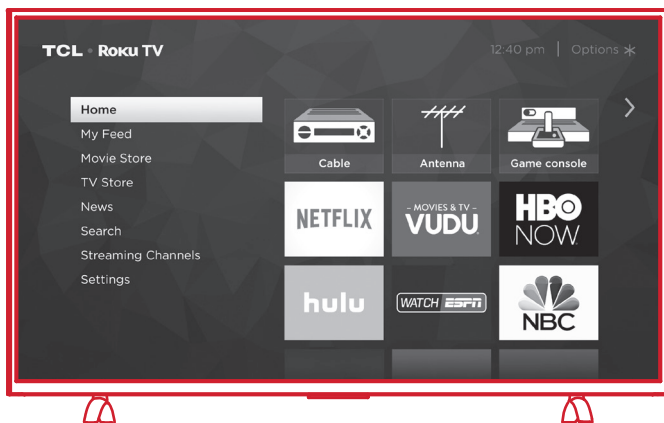 TCL • Roku TV
12:40 pm | Options
Home
My Feed
Movie Store
TV Store
News
Search
Streaming Channels
Settings
Cable
Antenna
Game console
NETFLIX
– MOVIES & TV –
VUDU
HBO
NOW
hulu
WATCH ESPN
NBC